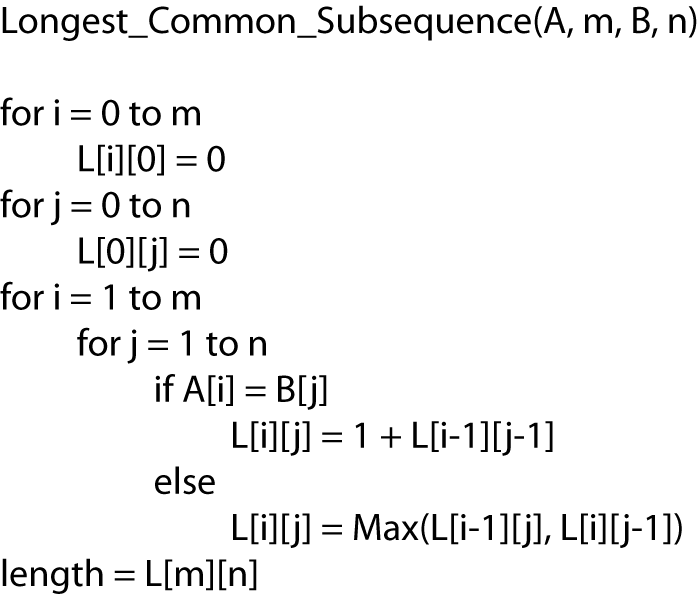 Longest_Common_Subsequence(A, m, B, n)
for i = 0 to m
L[i][0] = 0
for j = 0 to n
L[0][j] = 0
for i = 1 to m
for j = 1 to n
if A[i] = B[j]
L[i][j] = 1 + L[i-1][j-1]
else
L[i][j] = Max(L[i-1][j], L[i][j-1])
length = L[m][n]